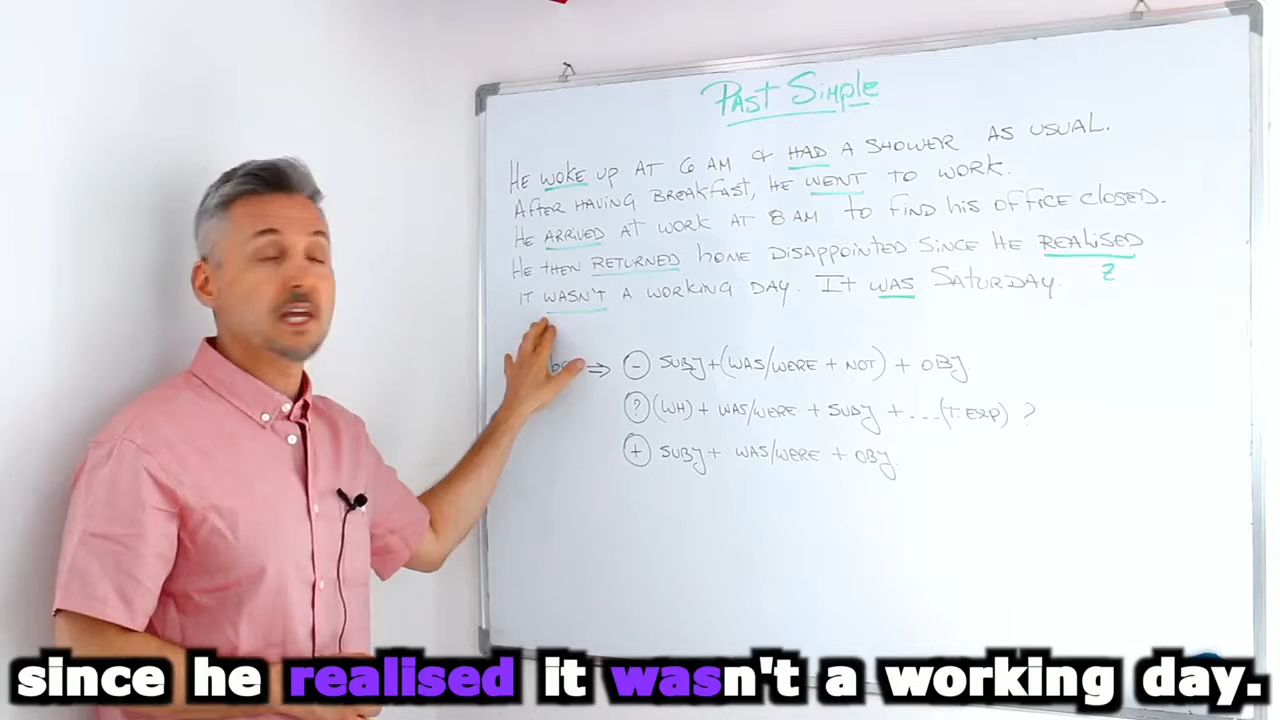 Past Simple
HE WOKE UP AT 6 AM & HAD A SHOWER AS USUAL.
AFTER HAVING BREAKFAST, HE WENT TO WORK.
HE ARRIVED AT WORK AT 8 AM TO FIND HIS OFFICE CLOSED.
HE THEN RETURNED HOME DISAPPOINTED SINCE HE REALISED
Z
IT WASN'T A WORKING DAY. IT WAS SATURDAY.
be ⇒ (-) SUBJ + (WAS/WERE + NOT) + OBJ
(?) (WH) + WAS/WERE + SUBJ + ... (T.EXP) ?
(+) SUBJ + WAS/WERE + OBJ.
since he realised it wasn't a working day.